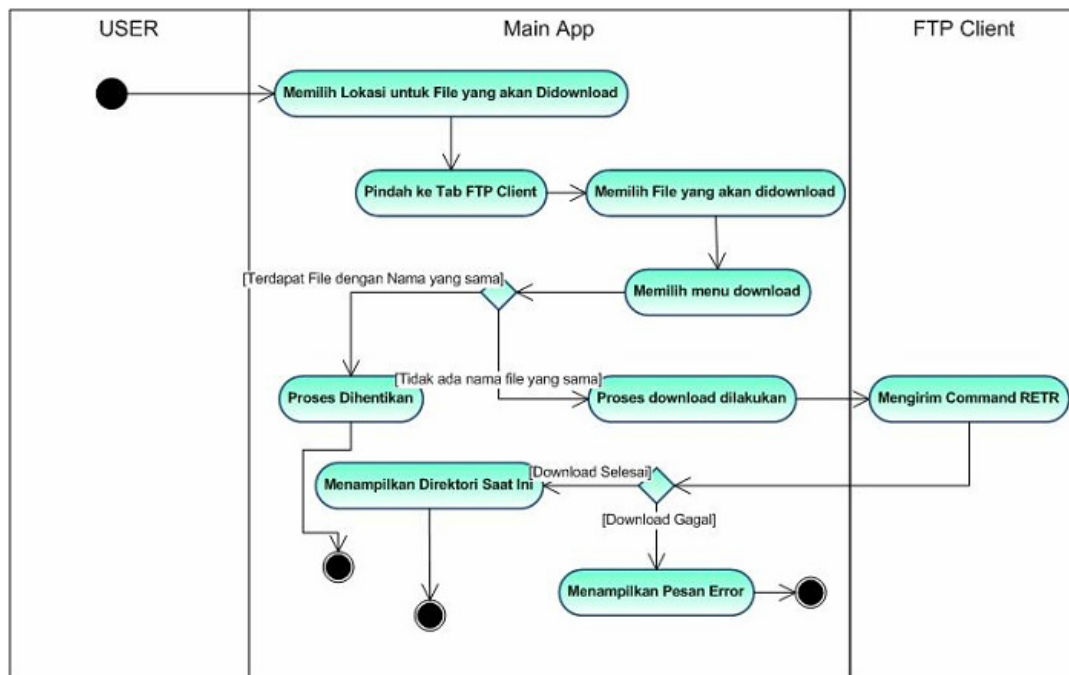 USER
Main App
FTP Client
Memilih Lokasi untuk File yang akan Didownload
Pindah ke Tab FTP Client
Memilih File yang akan didownload
Memilih menu download
[Terdapat File dengan Nama yang sama]
[Tidak ada nama file yang sama]
Proses Dihentikan
Proses download dilakukan
Mengirim Command RETR
[Download Selesai]
Menampilkan Direktori Saat Ini
[Download Gagal]
Menampilkan Pesan Error